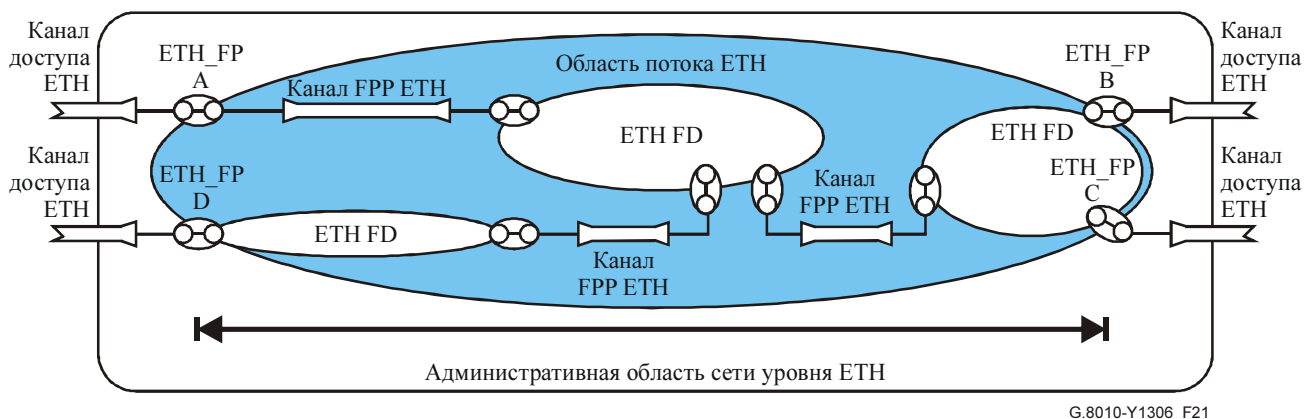 Канал
доступа
ETH
ETH_FP
A
Канал FPP ETH
Область потока ETH
ETH_FP
B
Канал
доступа
ETH
ETH FD
ETH FD
Канал
доступа
ETH
ETH_FP
D
ETH FD
Канал
FPP ETH
Канал
FPP ETH
ETH_FP
C
Канал
доступа
ETH
Административная область сети уровня ETH
G.8010-Y1306_F21